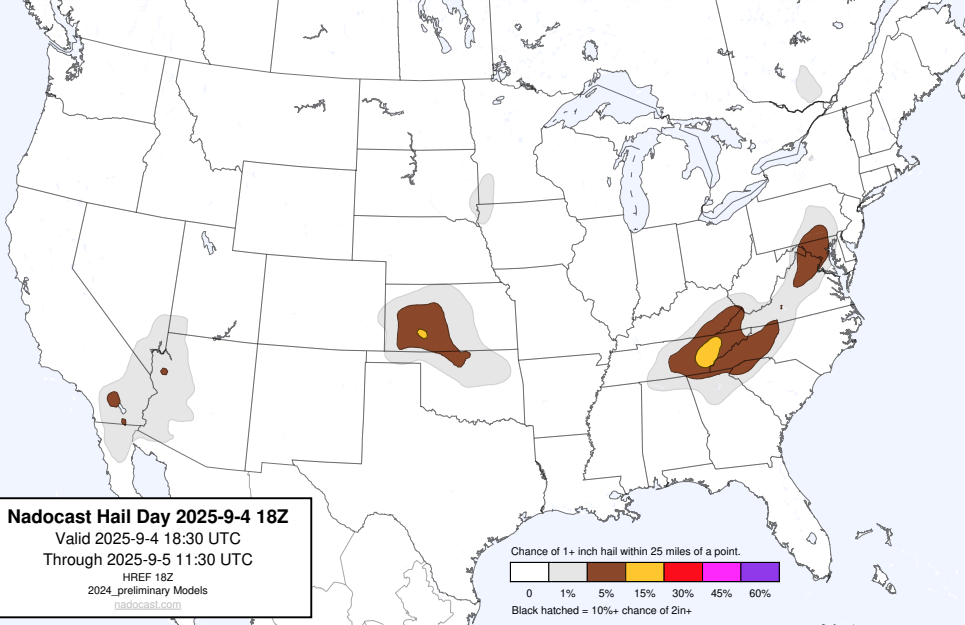 Nadocast Hail Day 2025-9-4 18Z
Valid 2025-9-4 18:30 UTC
Through 2025-9-5 11:30 UTC
HREF 18Z
2024_preliminary Models
nadocast.com
Chance of 1+ inch hail within 25 miles of a point.
0 1% 5% 15% 30% 45% 60%
Black hatched = 10%+ chance of 2in+